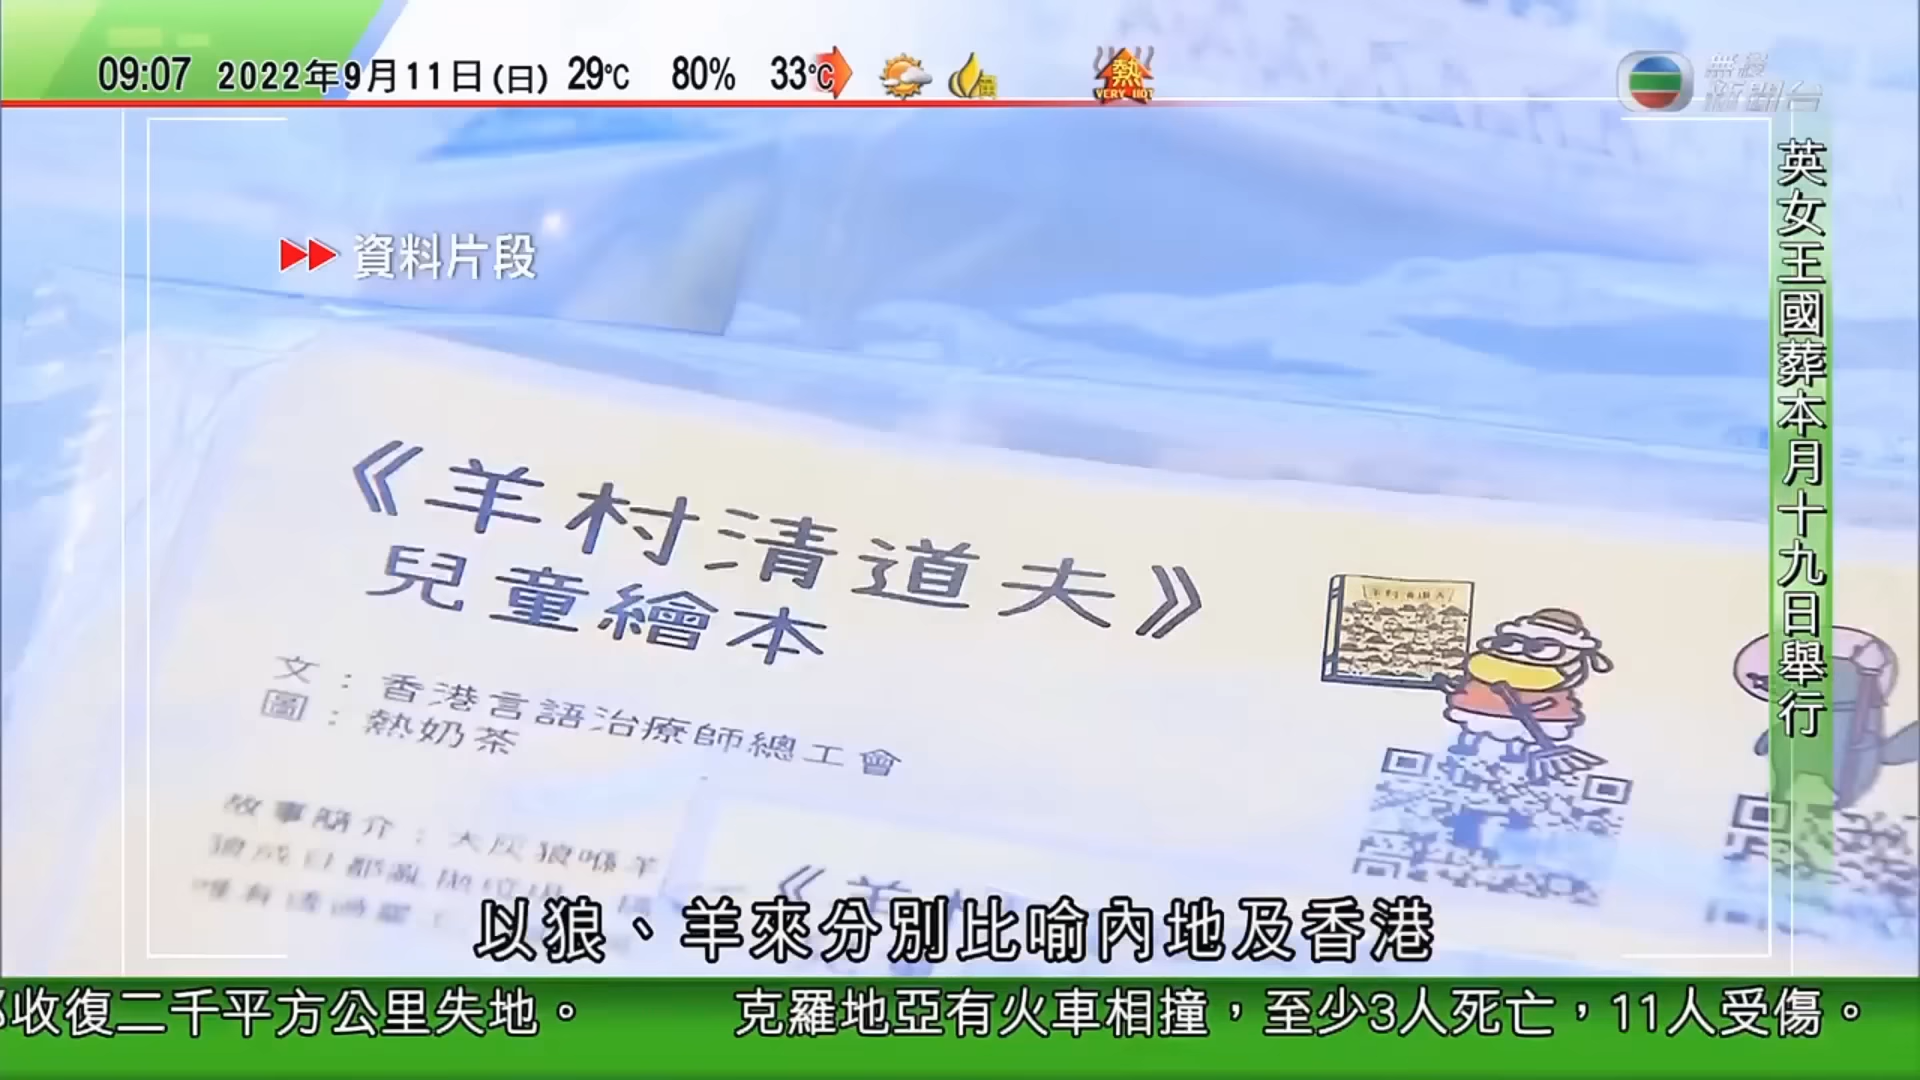 09:07 2022年9月11日(日) 29℃ 80% 33℃
熱
VERY HOT
無綫
新聞台
英女王國葬本月十九日舉行
資料片段
《羊村清道夫》
兒童繪本
文：香港言語治療師總工會
圖：熱奶茶
故事簡介：大灰狼喺羊
以狼、羊來分別比喻內地及香港
收復二千平方公里失地。 克羅地亞有火車相撞，至少3人死亡，11人受傷。